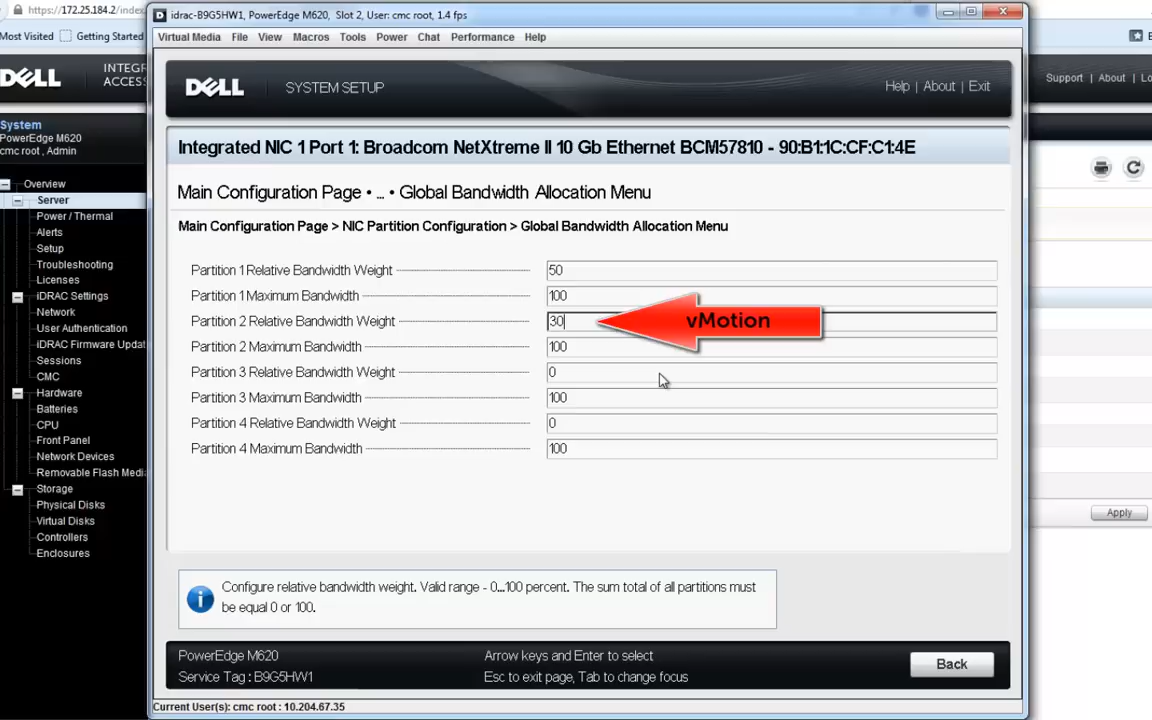 https://172.25.184.2/index
Most Visited Getting Started
DELL INTEGR
ACCESS
Support | About | Lo
System
PowerEdge M620
cmc root , Admin
Overview
Server
Power / Thermal
Alerts
Setup
Troubleshooting
Licenses
iDRAC Settings
Network
User Authentication
iDRAC Firmware Updat
Sessions
CMC
Hardware
Batteries
CPU
Front Panel
Network Devices
Removable Flash Media
Storage
Physical Disks
Virtual Disks
Controllers
Enclosures
idrac-B9G5HW1, PowerEdge M620, Slot 2, User: cmc root, 1.4 fps
Virtual Media File View Macros Tools Power Chat Performance Help
DELL SYSTEM SETUP Help | About | Exit
Integrated NIC 1 Port 1: Broadcom NetXtreme II 10 Gb Ethernet BCM57810 - 90:B1:1C:CF:C1:4E
Main Configuration Page • ... • Global Bandwidth Allocation Menu
Main Configuration Page > NIC Partition Configuration > Global Bandwidth Allocation Menu
Partition 1 Relative Bandwidth Weight 50
Partition 1 Maximum Bandwidth 100
Partition 2 Relative Bandwidth Weight 30 vMotion
Partition 2 Maximum Bandwidth 100
Partition 3 Relative Bandwidth Weight 0
Partition 3 Maximum Bandwidth 100
Partition 4 Relative Bandwidth Weight 0
Partition 4 Maximum Bandwidth 100
Configure relative bandwidth weight. Valid range - 0...100 percent. The sum total of all partitions must
be equal 0 or 100.
PowerEdge M620
Service Tag : B9G5HW1
Arrow keys and Enter to select
Esc to exit page, Tab to change focus
Back
Current User(s): cmc root : 10.204.67.35
Apply